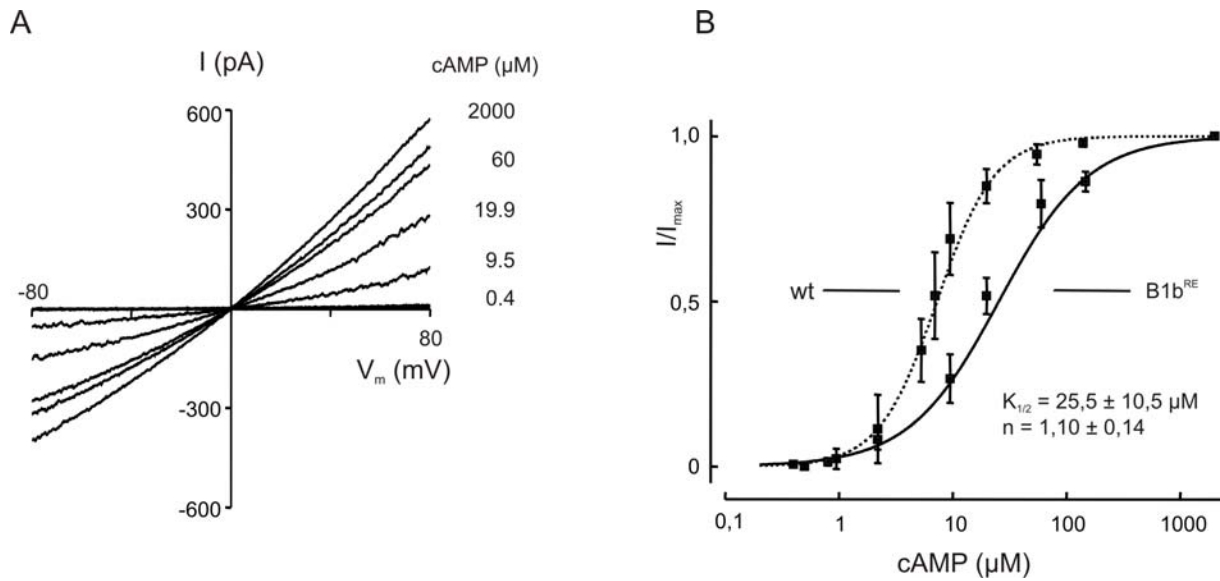 A
I (pA)
cAMP (µM)
600
2000
60
300
19.9
9.5
-80
0.4
80
V_m (mV)
-300
-600
B
1,0
I/I_max
wt
B1b^RE
0,5
K_1/2 = 25,5 ± 10,5 µM
n = 1,10 ± 0,14
0
0,1
1
10
100
1000
cAMP (µM)